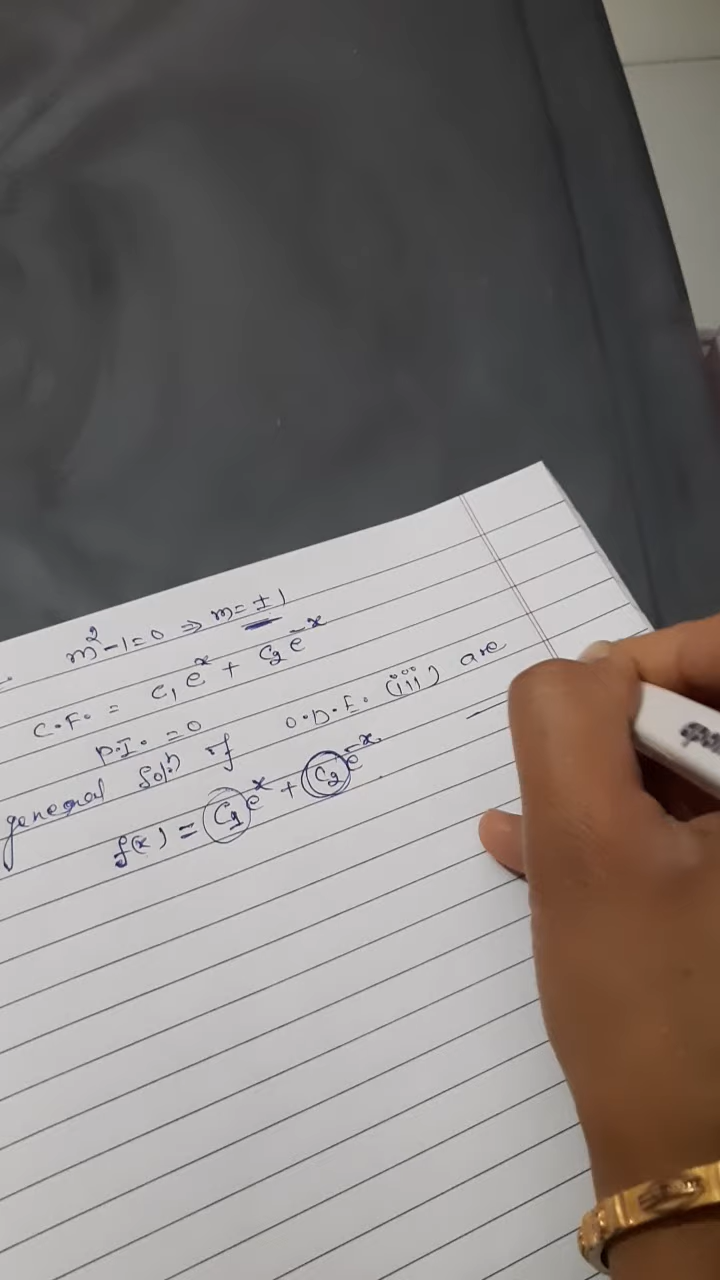 m² - 1 = 0 ⇒ m = ± 1
C.F. = c₁eˣ + c₂e⁻ˣ
P.I. = 0
general solⁿ of O.D.E. (iii) are
f(x) = c₁eˣ + c₂e⁻ˣ.